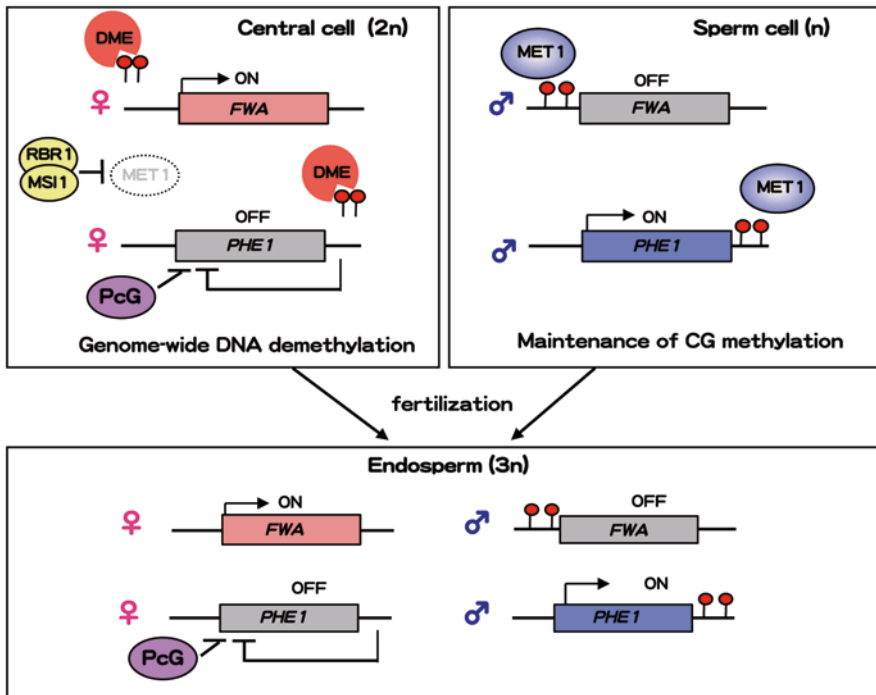 Central cell (2n)
DME
ON
♀
FWA
RBR1
MSI1
MET1
DME
OFF
♀
PHE1
PcG
Genome-wide DNA demethylation
Sperm cell (n)
MET1
OFF
♂
FWA
MET1
ON
♂
PHE1
Maintenance of CG methylation
fertilization
Endosperm (3n)
ON
♀
FWA
OFF
♂
FWA
OFF
♀
PHE1
PcG
ON
♂
PHE1